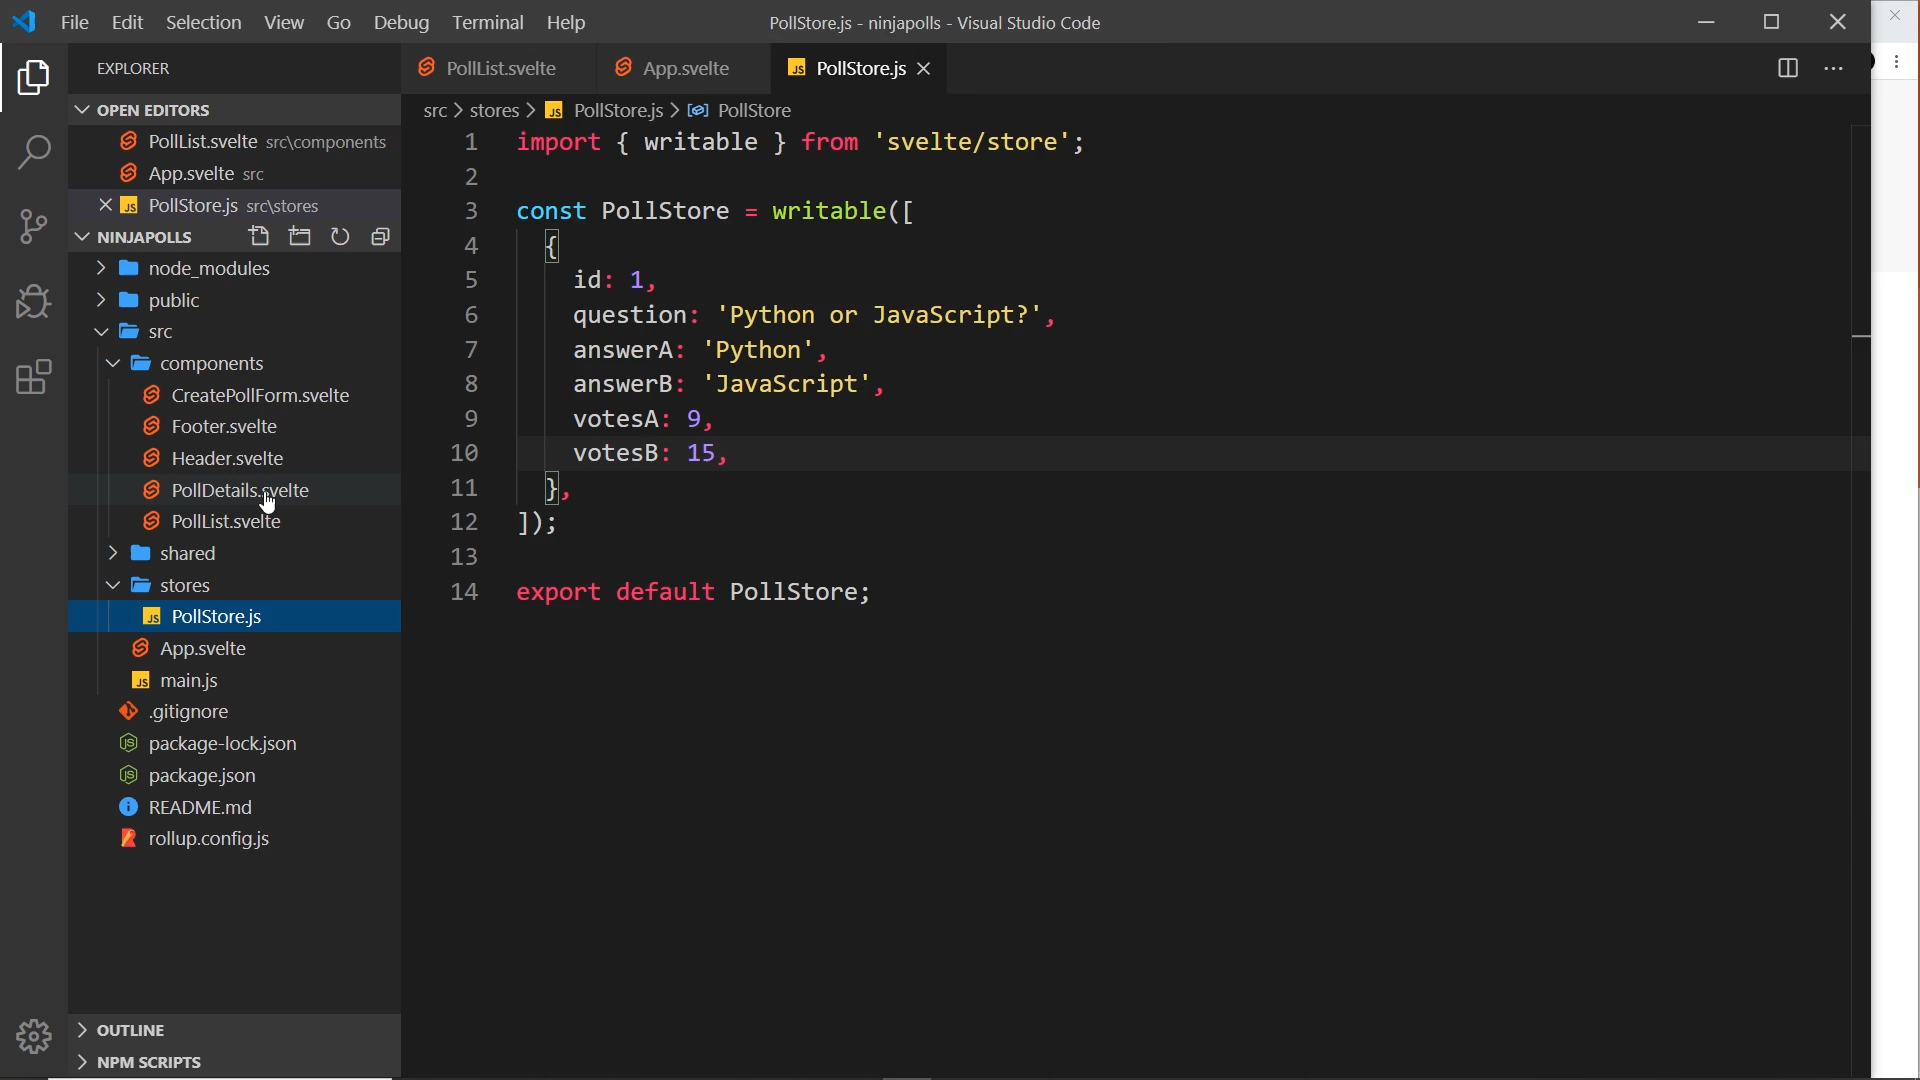 File Edit Selection View Go Debug Terminal Help
PollStore.js - ninjapolls - Visual Studio Code
EXPLORER
OPEN EDITORS
PollList.svelte src\components
App.svelte src
PollStore.js src\stores
NINJAPOLLS
node_modules
public
src
components
CreatePollForm.svelte
Footer.svelte
Header.svelte
PollDetails.svelte
PollList.svelte
shared
stores
PollStore.js
App.svelte
main.js
.gitignore
package-lock.json
package.json
README.md
rollup.config.js
OUTLINE
NPM SCRIPTS
PollList.svelte App.svelte JS PollStore.js
src > stores > JS PollStore.js > PollStore
1 import { writable } from 'svelte/store';
2
3 const PollStore = writable([
4 {
5 id: 1,
6 question: 'Python or JavaScript?',
7 answerA: 'Python',
8 answerB: 'JavaScript',
9 votesA: 9,
10 votesB: 15,
11 },
12 ]);
13
14 export default PollStore;